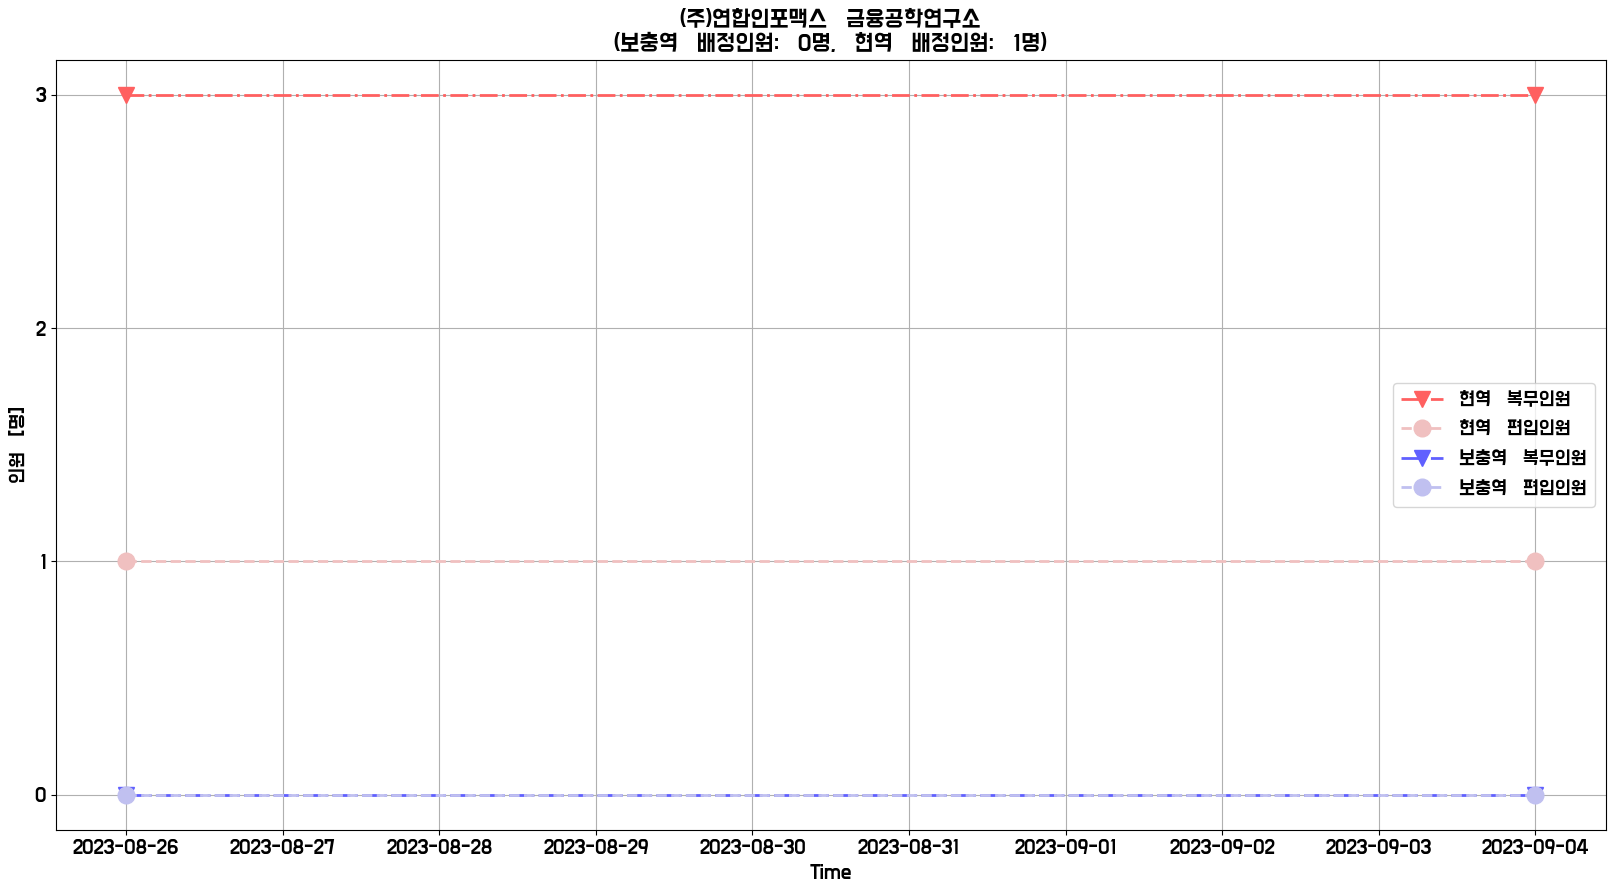 (주)연합인포맥스 금융공학연구소
(보충역 배정인원: 0명, 현역 배정인원: 1명)
3
2
1
0
인원 [명]
현역 복무인원
현역 편입인원
보충역 복무인원
보충역 편입인원
2023-08-26 2023-08-27 2023-08-28 2023-08-29 2023-08-30 2023-08-31 2023-09-01 2023-09-02 2023-09-03 2023-09-04
Time